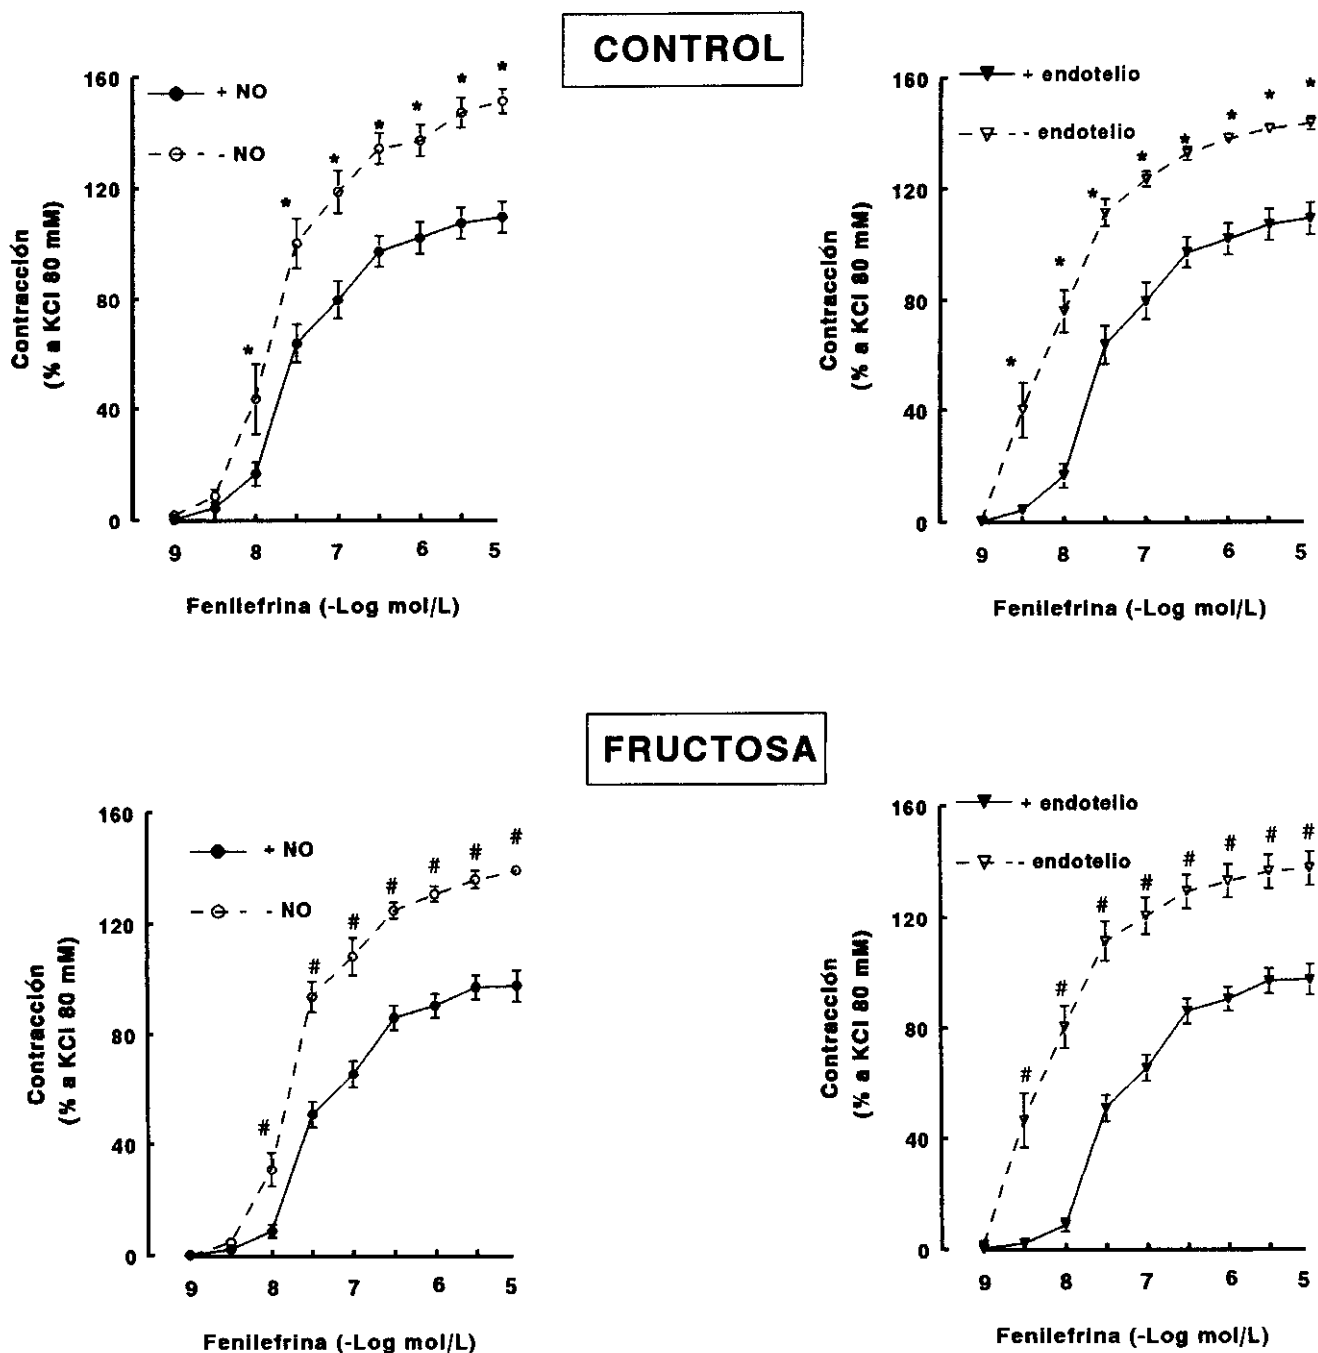 CONTROL
160
120
80
40
0
+ NO
- NO
* * * * * * * *
Contracción
(% a KCl 80 mM)
9 8 7 6 5
Fenilefrina (-Log mol/L)
160
120
80
40
0
+ endotelio
- endotelio
* * * * * * * * *
Contracción
(% a KCl 80 mM)
9 8 7 6 5
Fenilefrina (-Log mol/L)
FRUCTOSA
160
120
80
40
0
+ NO
- NO
# # # # # # # #
Contracción
(% a KCl 80 mM)
9 8 7 6 5
Fenilefrina (-Log mol/L)
160
120
80
40
0
+ endotelio
- endotelio
# # # # # # # # #
Contracción
(% a KCl 80 mM)
9 8 7 6 5
Fenilefrina (-Log mol/L)